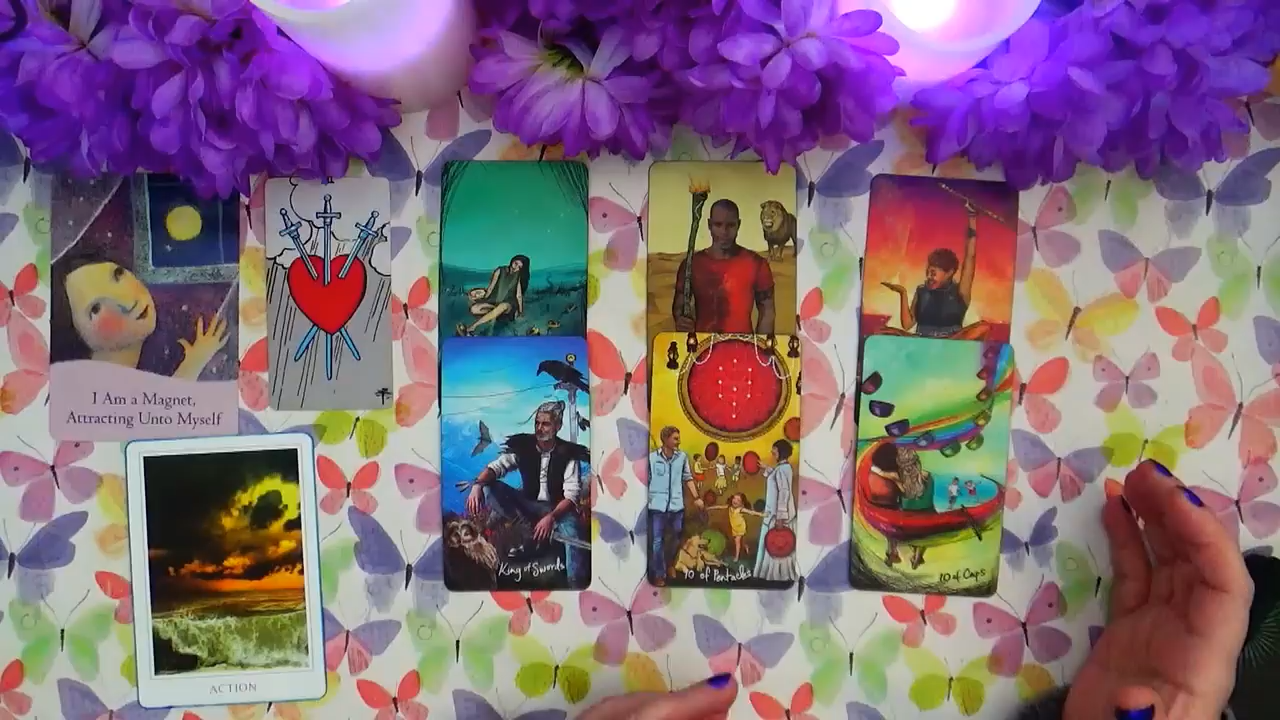 I Am a Magnet,
Attracting Unto Myself
ACTION
King of Swords
10 of Pentacles
10 of Cups